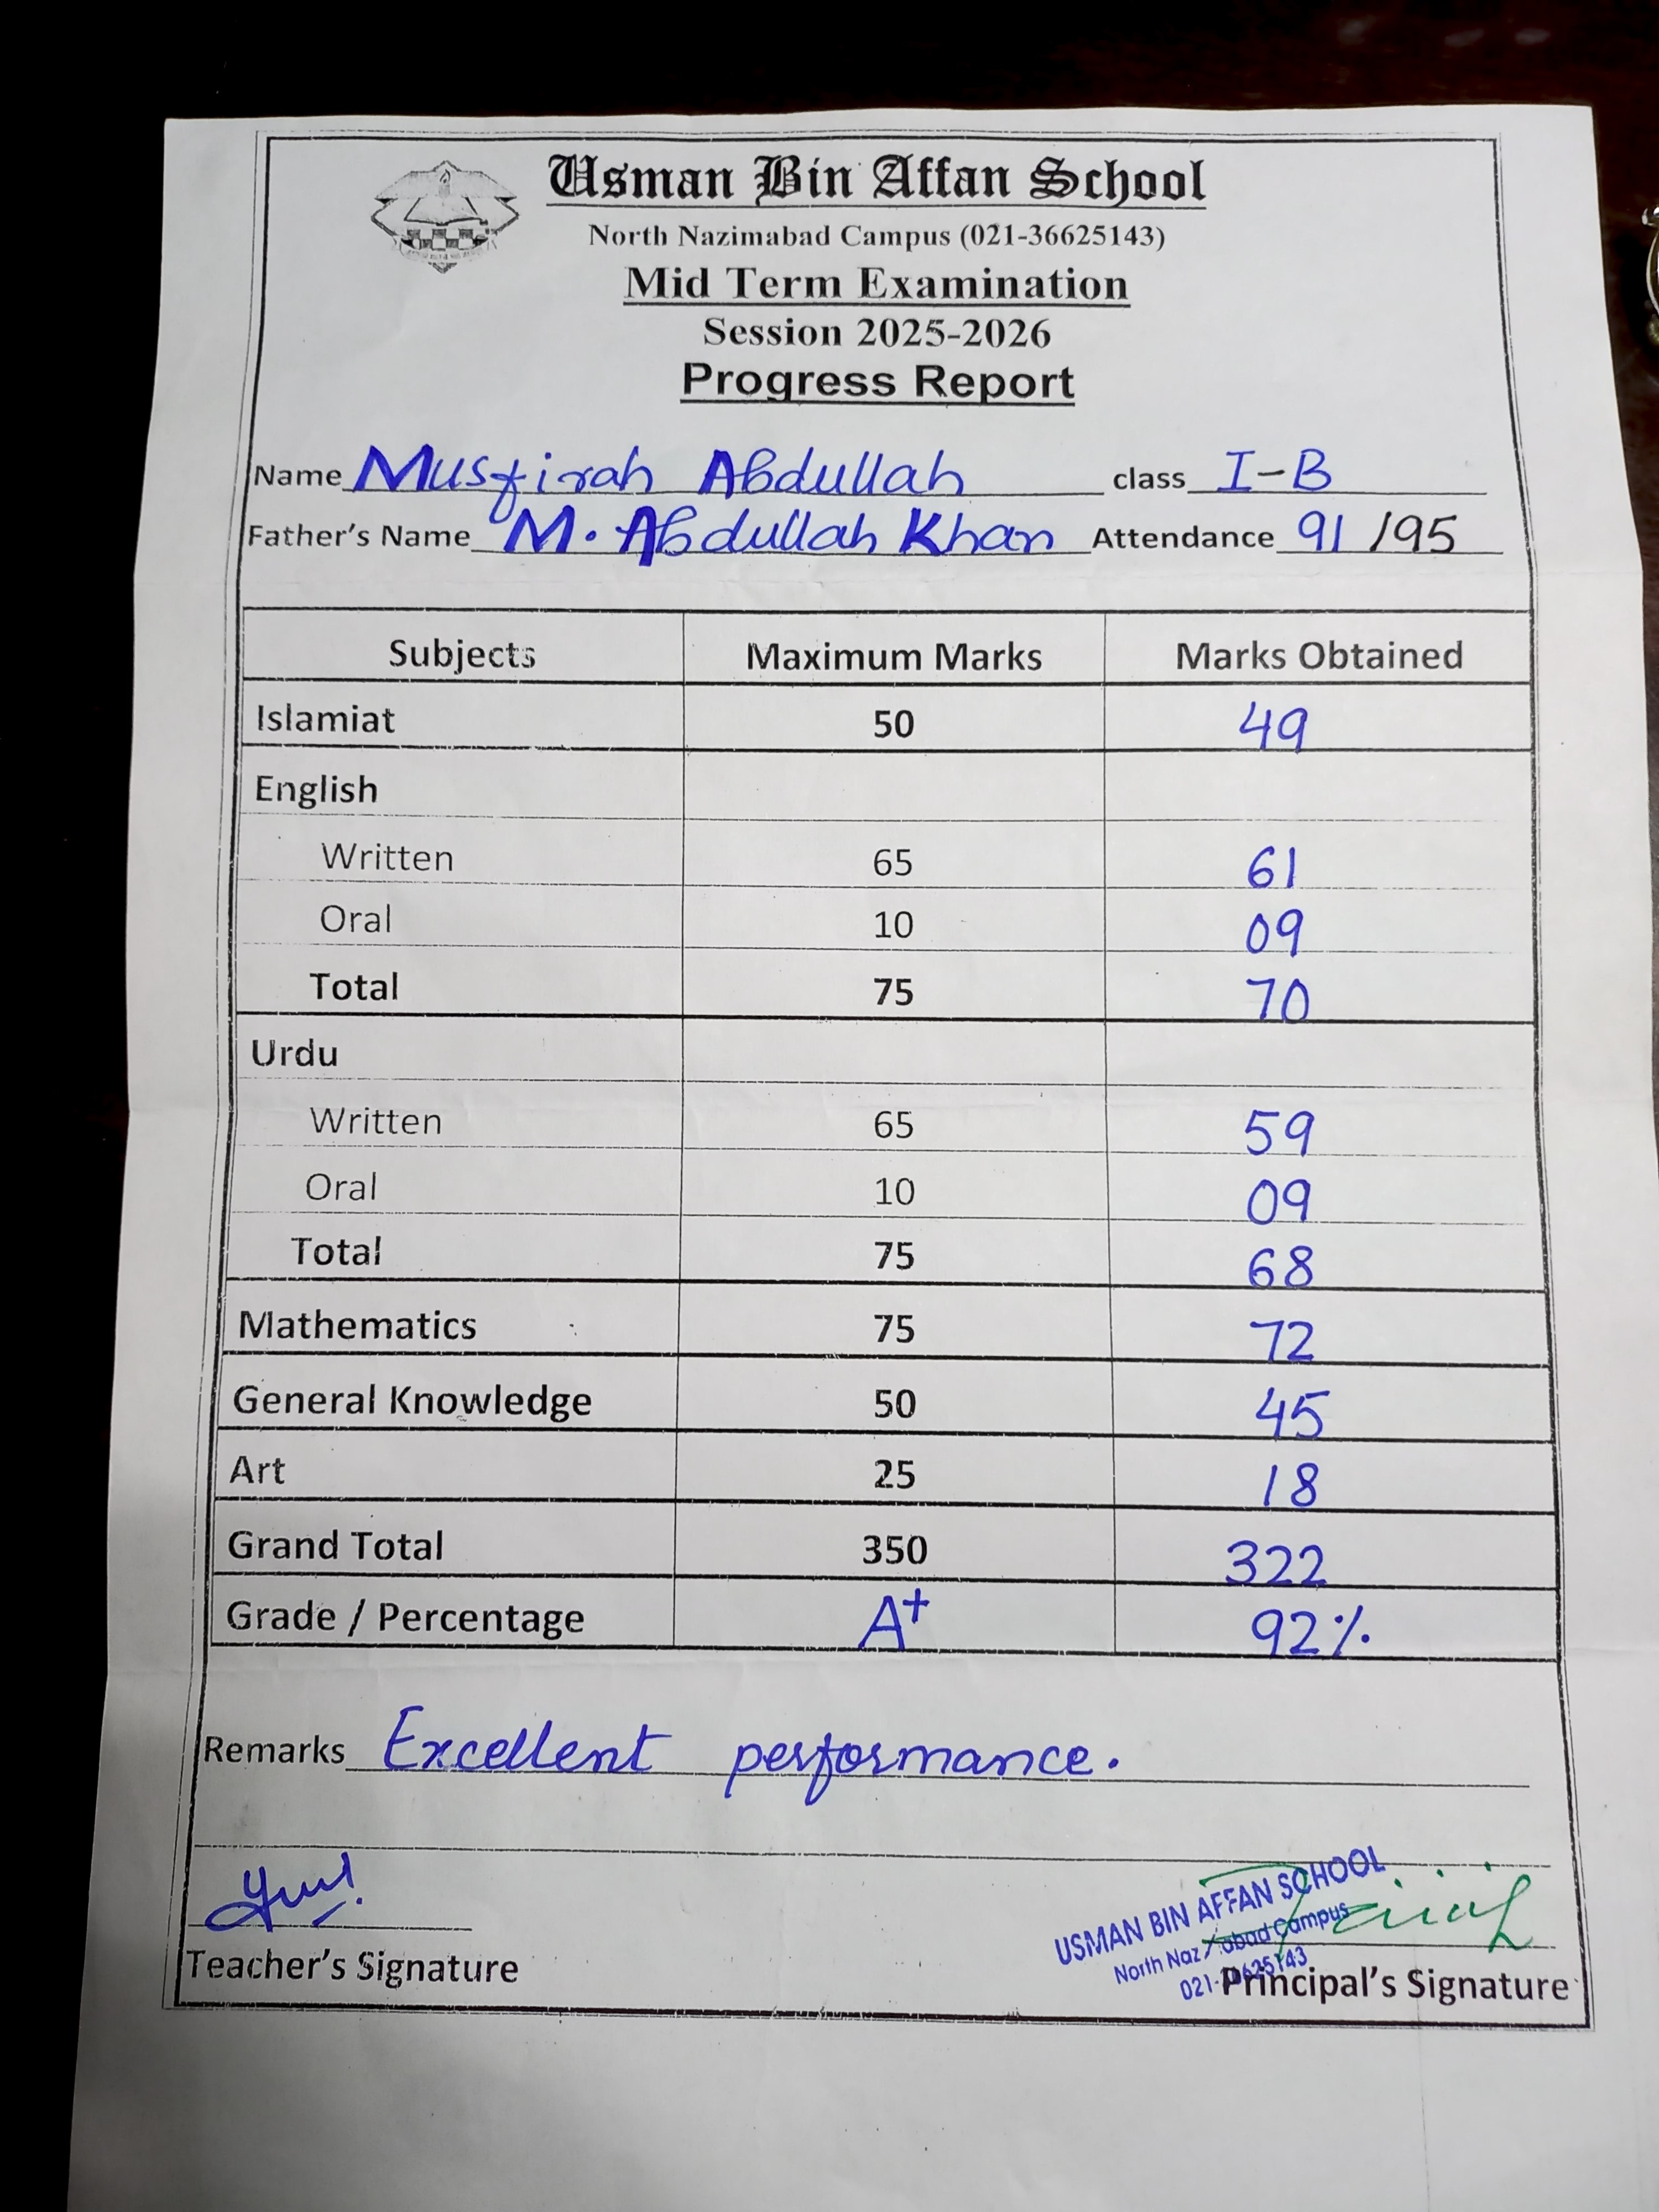 Usman Bin Affan School
North Nazimabad Campus (021-36625143)
Mid Term Examination
Session 2025-2026
Progress Report
Name Musfirah Abdullah class I-B
Father's Name M. Abdullah Khan Attendance 91 /95
Subjects Maximum Marks Marks Obtained
Islamiat 50 49
English
Written 65 61
Oral 10 09
Total 75 70
Urdu
Written 65 59
Oral 10 09
Total 75 68
Mathematics 75 72
General Knowledge 50 45
Art 25 18
Grand Total 350 322
Grade / Percentage A+ 92%
Remarks Excellent performance.
USMAN BIN AFFAN SCHOOL
North Campus
Teacher's Signature
Principal's Signature